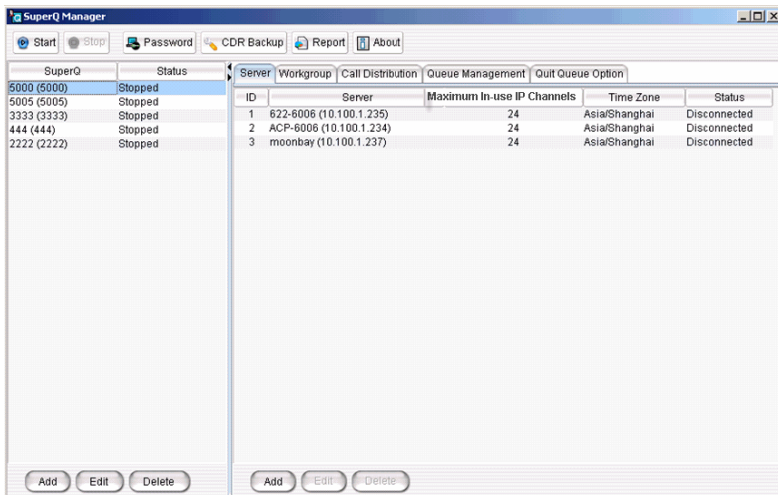 SuperQ Manager
Start Stop Password CDR Backup Report About
SuperQ Status
5000 (5000) Stopped
5005 (5005) Stopped
3333 (3333) Stopped
444 (444) Stopped
2222 (2222) Stopped
Add Edit Delete
Server Workgroup Call Distribution Queue Management Quit Queue Option
ID Server Maximum In-use IP Channels Time Zone Status
1 622-6006 (10.100.1.235) 24 Asia/Shanghai Disconnected
2 ACP-6006 (10.100.1.234) 24 Asia/Shanghai Disconnected
3 moonbay (10.100.1.237) 24 Asia/Shanghai Disconnected
Add Edit Delete